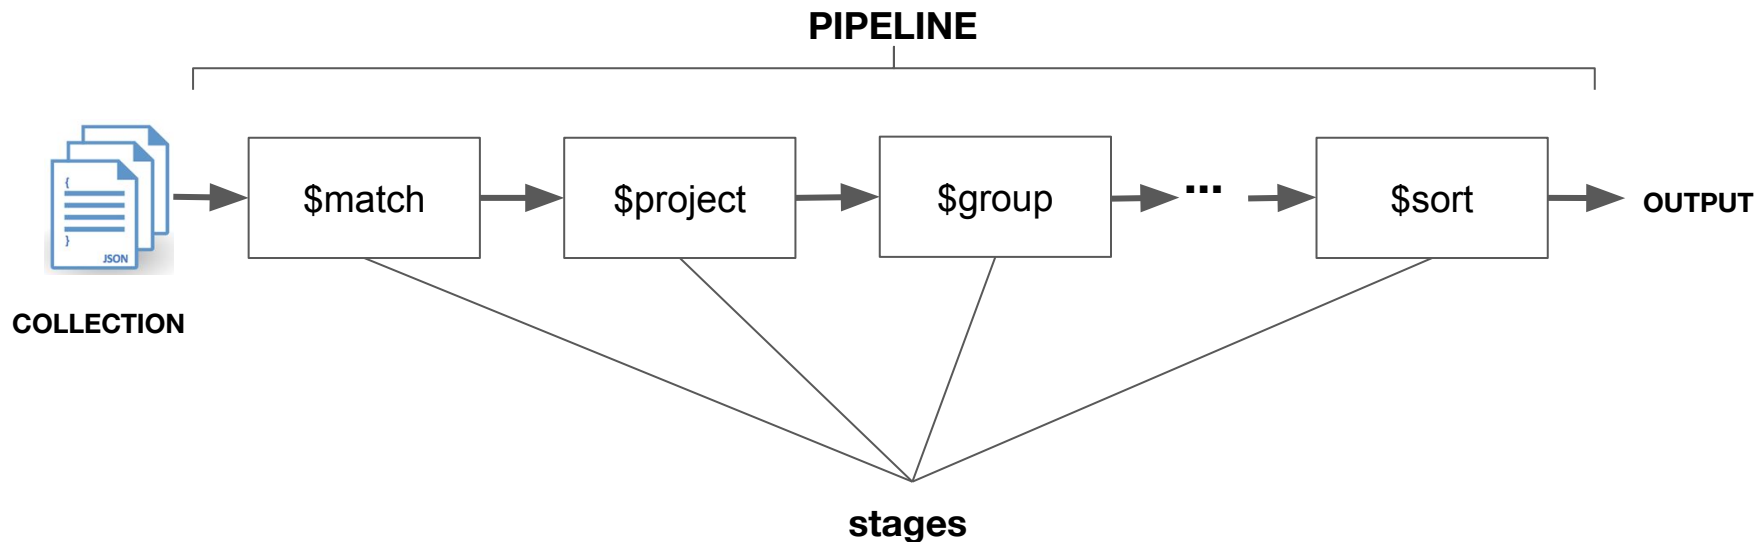 PIPELINE
{
}
JSON
$match
$project
$group
...
$sort
OUTPUT
COLLECTION
stages